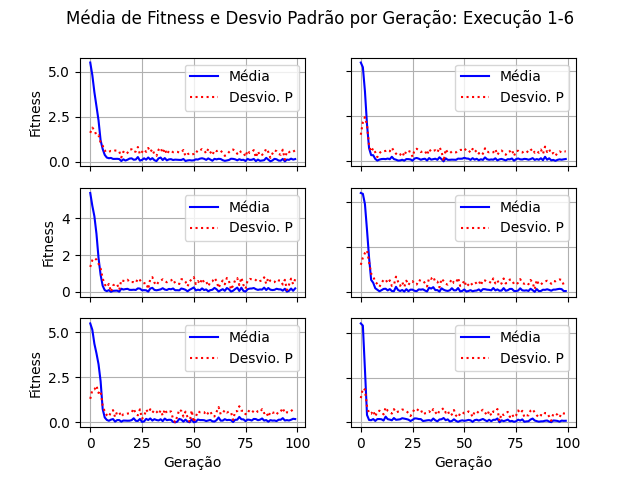 Média de Fitness e Desvio Padrão por Geração: Execução 1-6
5.0
2.5
0.0
Fitness
Média
Desvio. P
Média
Desvio. P
4
2
0
Fitness
Média
Desvio. P
Média
Desvio. P
5.0
2.5
0.0
Fitness
Média
Desvio. P
Média
Desvio. P
0 25 50 75 100
0 25 50 75 100
Geração
Geração